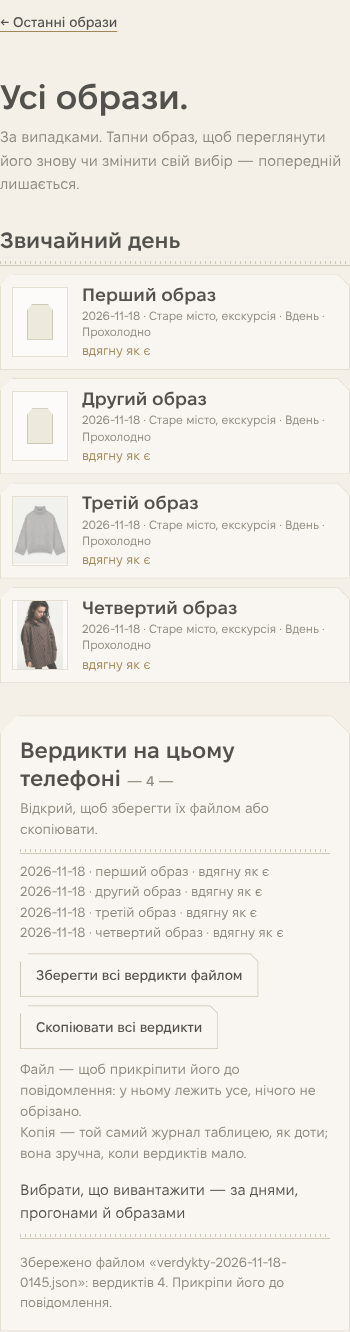 ← Останні образи
Усі образи.
За випадками. Тапни образ, щоб переглянути
його знову чи змінити свій вибір — попередній
лишається.
Звичайний день
Перший образ
2026-11-18 · Старе місто, екскурсія · Вдень ·
Прохолодно
вдягну як є
Другий образ
2026-11-18 · Старе місто, екскурсія · Вдень ·
Прохолодно
вдягну як є
Третій образ
2026-11-18 · Старе місто, екскурсія · Вдень ·
Прохолодно
вдягну як є
Четвертий образ
2026-11-18 · Старе місто, екскурсія · Вдень ·
Прохолодно
вдягну як є
Вердикти на цьому
телефоні — 4 —
Відкрий, щоб зберегти їх файлом або
скопіювати.
2026-11-18 · перший образ · вдягну як є
2026-11-18 · другий образ · вдягну як є
2026-11-18 · третій образ · вдягну як є
2026-11-18 · четвертий образ · вдягну як є
Зберегти всі вердикти файлом
Скопіювати всі вердикти
Файл — щоб прикріпити його до
повідомлення: у ньому лежить усе, нічого не
обрізано.
Копія — той самий журнал таблицею, як доти;
вона зручна, коли вердиктів мало.
Вибрати, що вивантажити — за днями,
прогонами й образами
Збережено файлом «verdykty-2026-11-18-
0145.json»: вердиктів 4. Прикріпи його до
повідомлення.